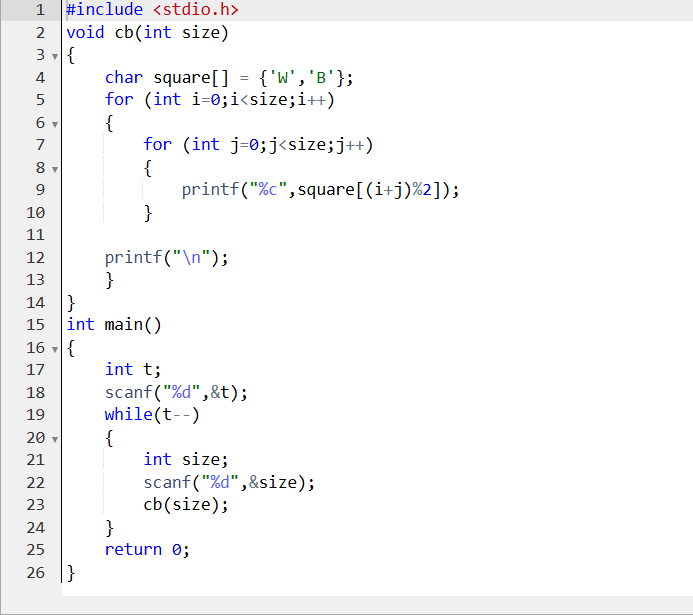 1 #include <stdio.h>
2 void cb(int size)
3 {
4     char square[] = {'W','B'};
5     for (int i=0;i<size;i++)
6     {
7         for (int j=0;j<size;j++)
8         {
9             printf("%c",square[(i+j)%2]);
10         }
11
12     printf("\n");
13     }
14 }
15 int main()
16 {
17     int t;
18     scanf("%d",&t);
19     while(t--)
20     {
21         int size;
22         scanf("%d",&size);
23         cb(size);
24     }
25     return 0;
26 }